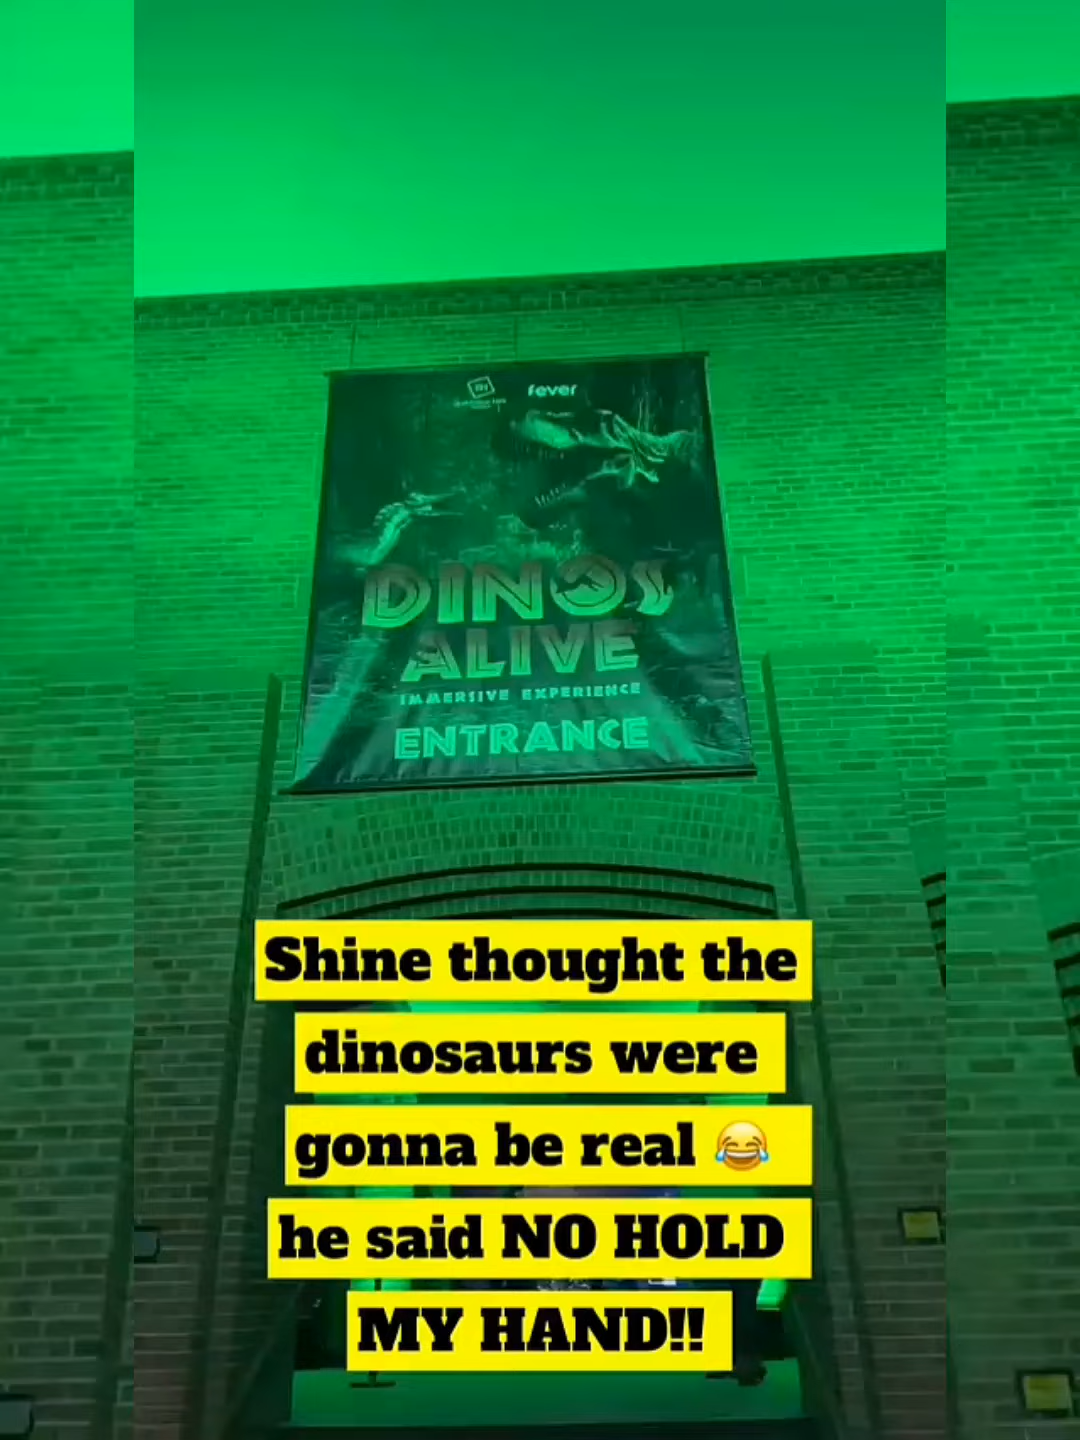 fever
DINOS
ALIVE
IMMERSIVE EXPERIENCE
ENTRANCE
Shine thought the
dinosaurs were
gonna be real 😂
he said NO HOLD
MY HAND!!